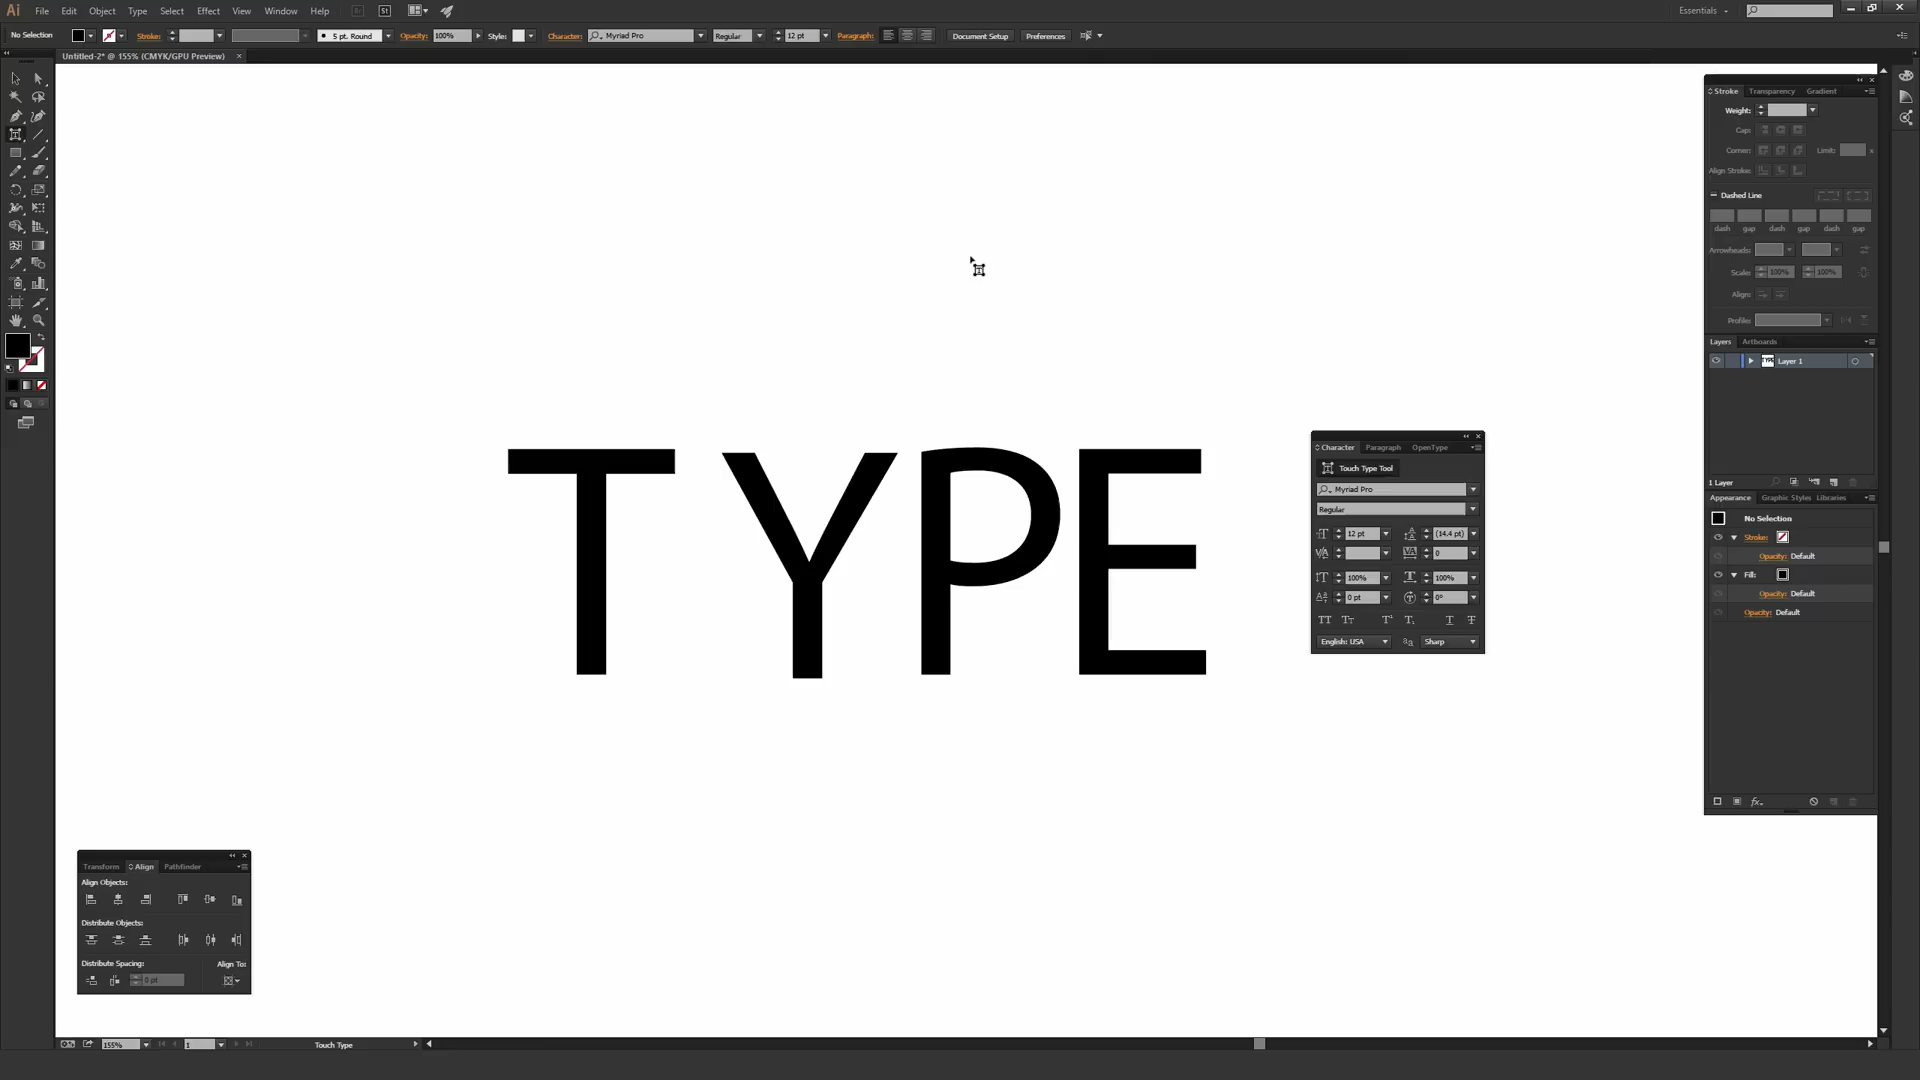 Ai File Edit Object Type Select Effect View Window Help Br St Essentials
No Selection Stroke: 5 pt. Round Opacity: 100% Style: Character: Myriad Pro Regular 12 pt Paragraph: Document Setup Preferences
Untitled-2* @ 155% (CMYK/GPU Preview)
Stroke Transparency Gradient
Weight:
Cap:
Corner: Limit: x
Align Stroke:
Dashed Line
dash gap dash gap dash gap
Arrowheads:
Scale: 100% 100%
Align:
Profile:
Layers Artboards
Layer 1
1 Layer
Appearance Graphic Styles Libraries
No Selection
Stroke:
Opacity: Default
Fill:
Opacity: Default
Opacity: Default
fx.
TYPE
Character Paragraph OpenType
Touch Type Tool
Myriad Pro
Regular
12 pt (14.4 pt)
0
100% 100%
0 pt 0°
English: USA Sharp
Transform Align Pathfinder
Align Objects:
Distribute Objects:
Distribute Spacing: Align To:
0 pt
155% 1 Touch Type